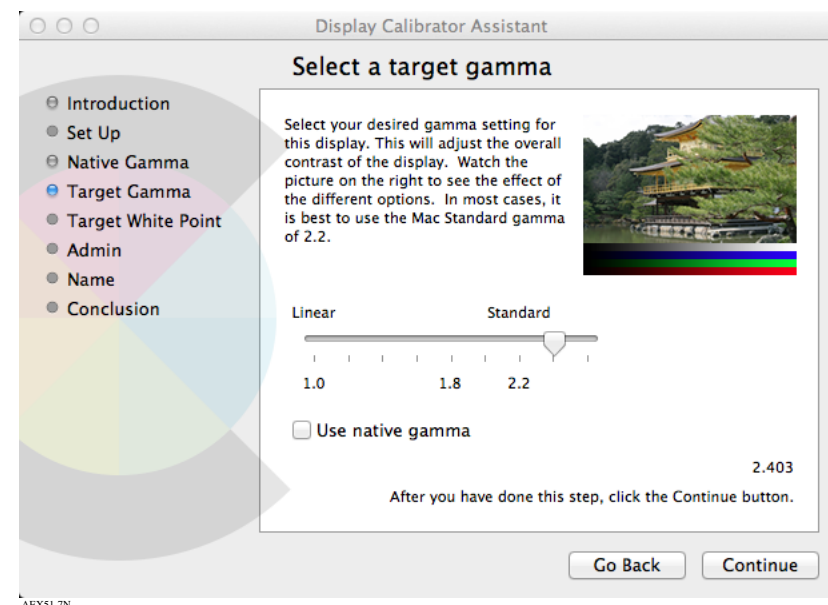 Display Calibrator Assistant
Select a target gamma
Introduction
Set Up
Native Gamma
Target Gamma
Target White Point
Admin
Name
Conclusion
Select your desired gamma setting for
this display. This will adjust the overall
contrast of the display. Watch the
picture on the right to see the effect of
the different options. In most cases, it
is best to use the Mac Standard gamma
of 2.2.
Linear Standard
1.0 1.8 2.2
Use native gamma
2.403
After you have done this step, click the Continue button.
Go Back Continue
AFX51.7N